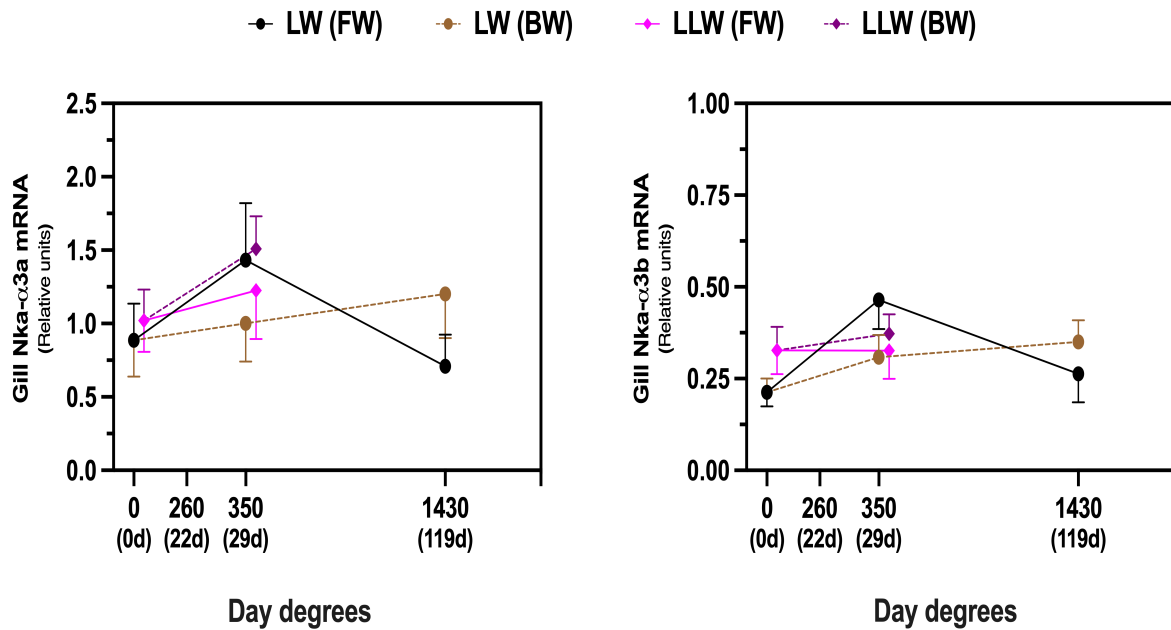 LW (FW) LW (BW) LLW (FW) LLW (BW)
Gill Nka-α3a mRNA
(Relative units)
2.5
2.0
1.5
1.0
0.5
0.0
0 260 350 1430
(0d) (22d) (29d) (119d)
Day degrees
Gill Nka-α3b mRNA
(Relative units)
1.00
0.75
0.50
0.25
0.00
0 260 350 1430
(0d) (22d) (29d) (119d)
Day degrees